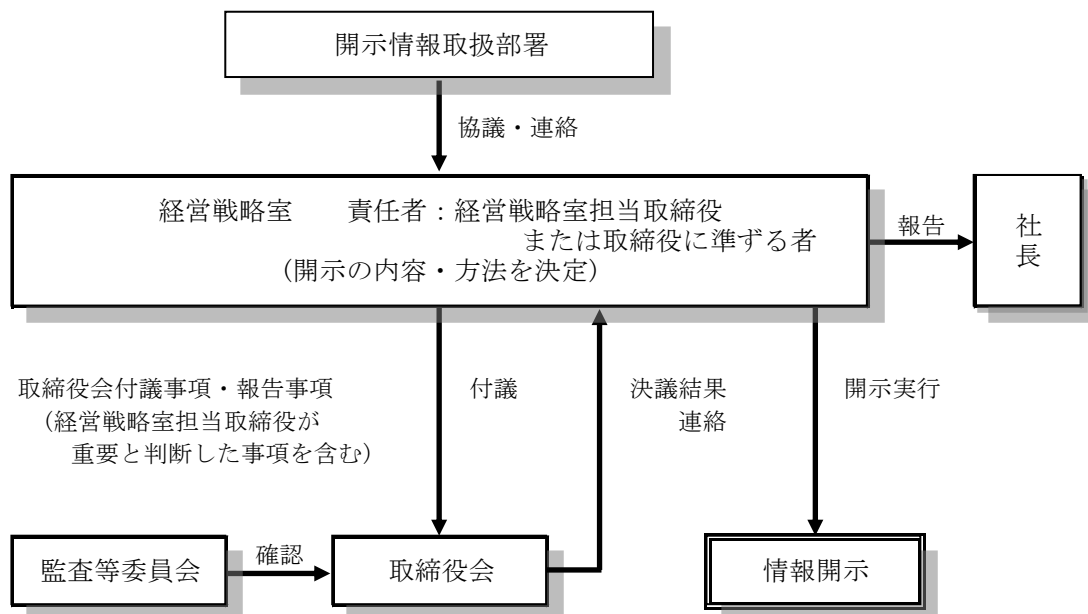 開示情報取扱部署
協議・連絡
経営戦略室　　責任者：経営戦略室担当取締役
または取締役に準ずる者
（開示の内容・方法を決定）
報告
社
長
取締役会付議事項・報告事項
（経営戦略室担当取締役が
重要と判断した事項を含む）
付議
決議結果
連絡
開示実行
監査等委員会
確認
取締役会
情報開示